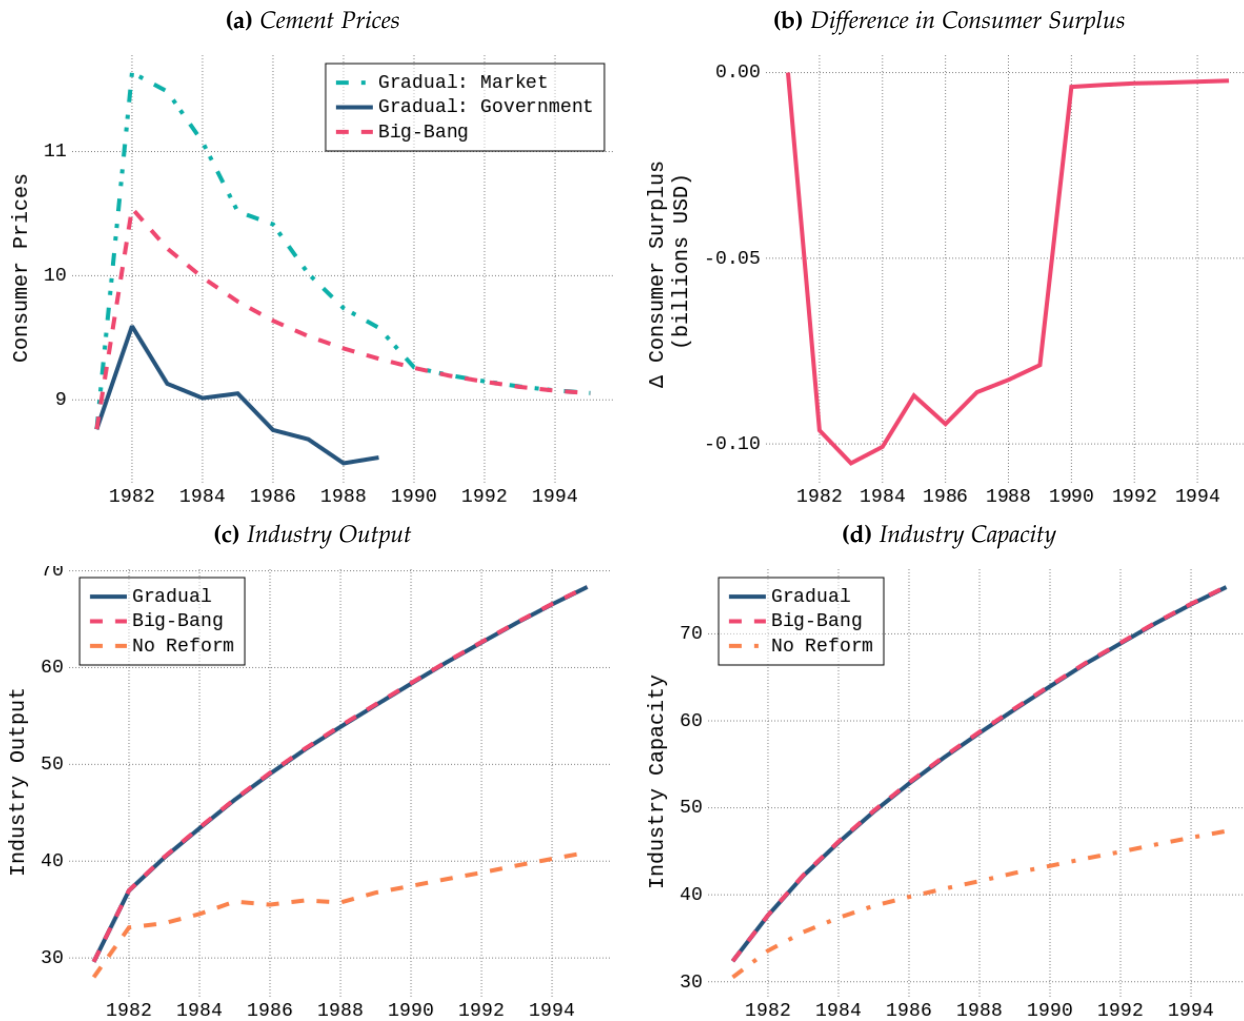 (a) Cement Prices
Consumer Prices
11
10
9
Gradual: Market
Gradual: Government
Big-Bang
1982 1984 1986 1988 1990 1992 1994
(b) Difference in Consumer Surplus
Δ Consumer Surplus
(billions USD)
0.00
-0.05
-0.10
1982 1984 1986 1988 1990 1992 1994
(c) Industry Output
Industry Output
70
60
50
40
30
Gradual
Big-Bang
No Reform
1982 1984 1986 1988 1990 1992 1994
(d) Industry Capacity
Industry Capacity
70
60
50
40
30
Gradual
Big-Bang
No Reform
1982 1984 1986 1988 1990 1992 1994